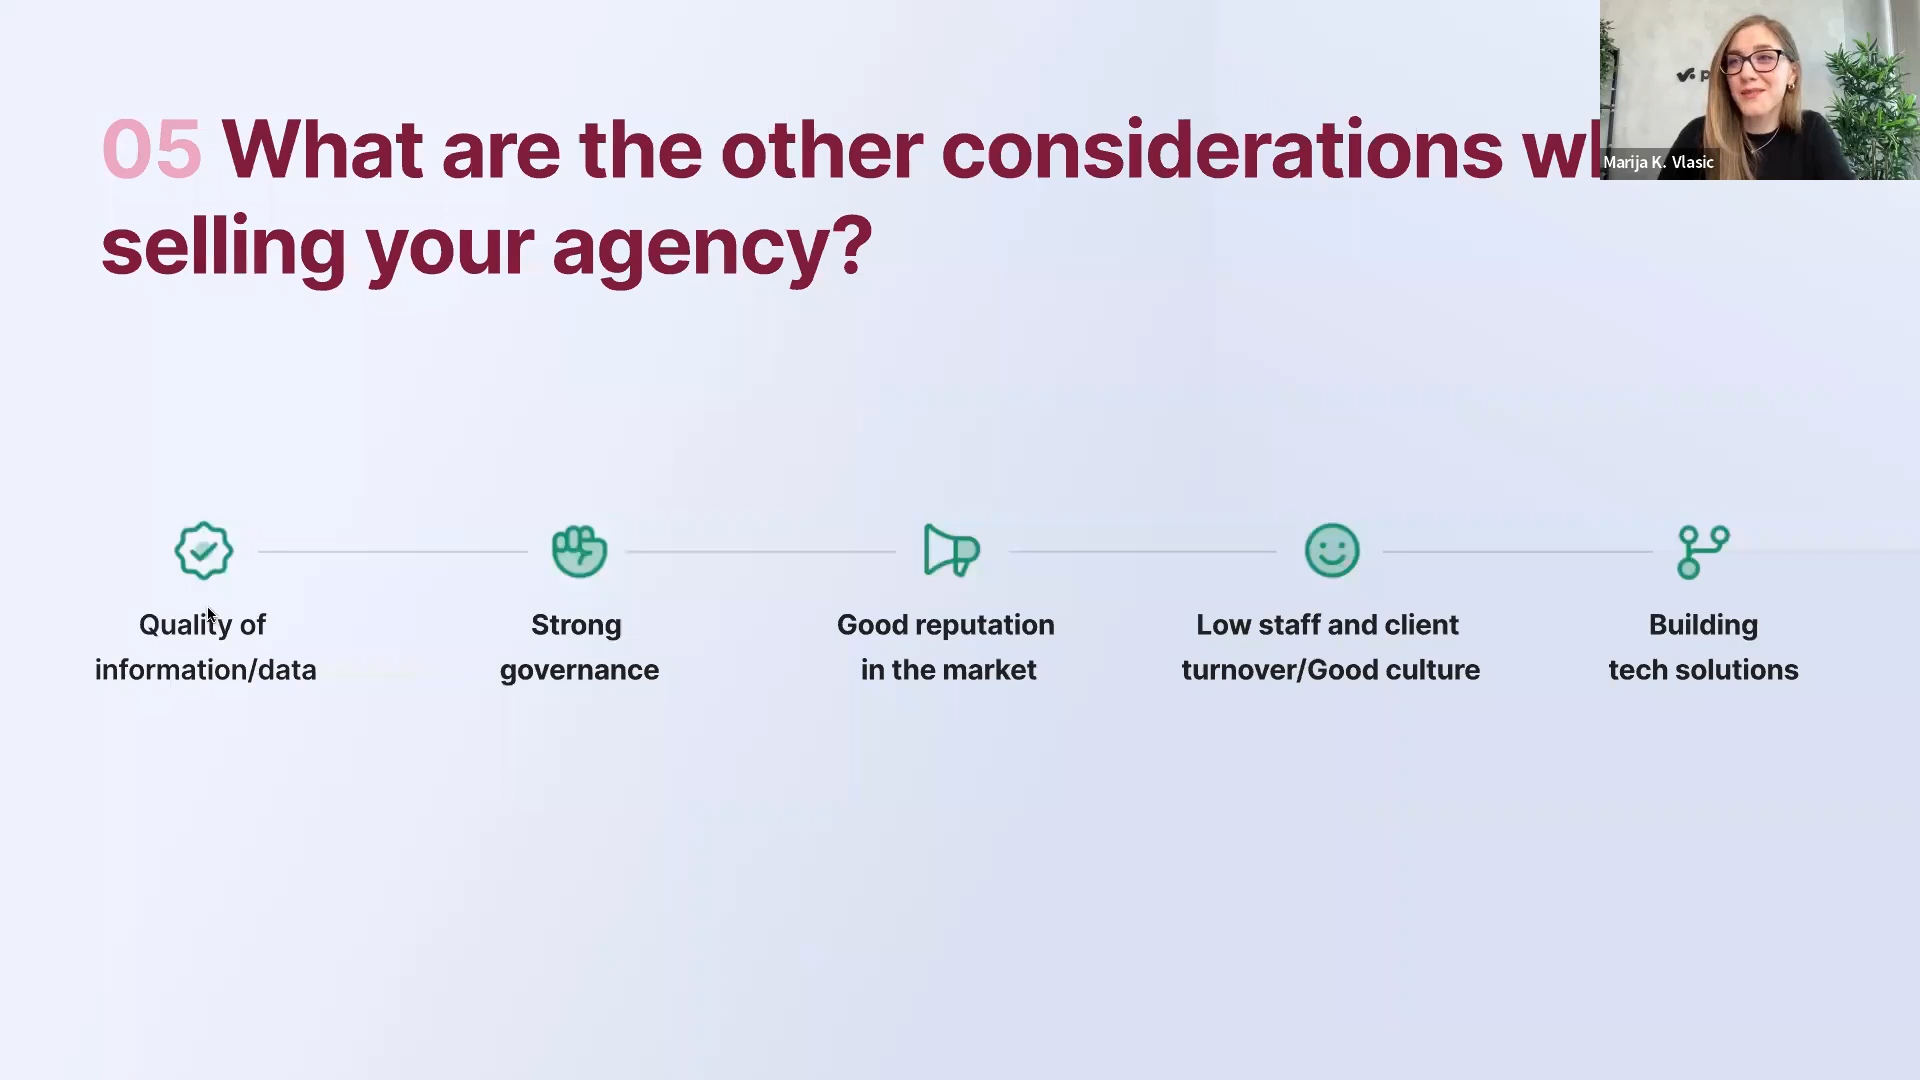 05 What are the other considerations
selling your agency?
Marija K. Vlasic
Quality of
information/data
Strong
governance
Good reputation
in the market
Low staff and client
turnover/Good culture
Building
tech solutions